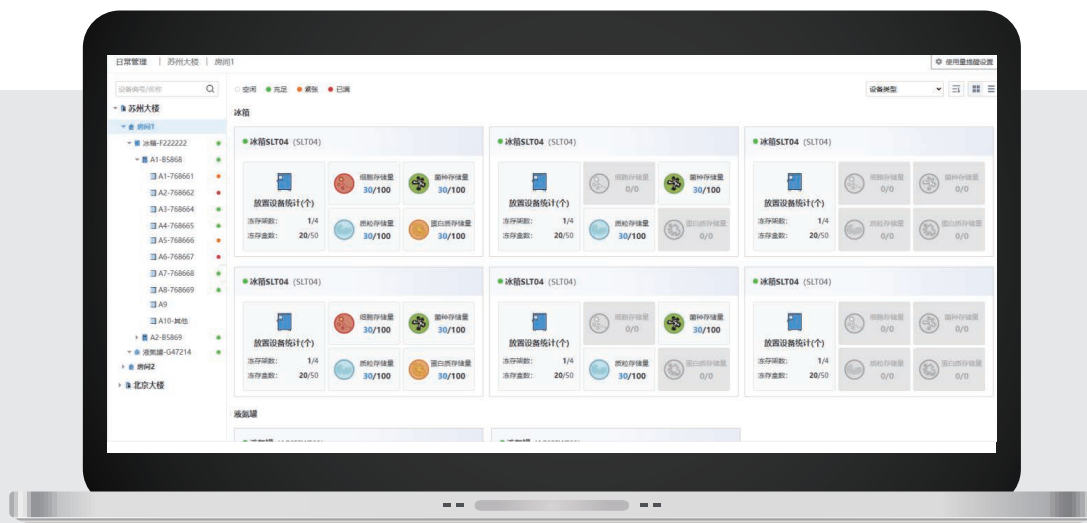 日常管理 | 苏州大楼 | 房间1
使用量提醒设置
设备编号/名称
空闲 充足 紧张 已满
设备类型
苏州大楼
房间1
冰箱-F222222
A1-85868
A1-768661
A2-768662
A3-768664
A4-768665
A5-768666
A6-768667
A7-768668
A8-768669
A9
A10-其他
A2-85869
液氮罐-G47214
房间2
北京大楼
冰箱
冰箱SLT04 (SLT04)
放置设备统计(个)
冻存架数: 1/4
冻存盒数: 20/50
细胞存储量
30/100
菌种存储量
30/100
质粒存储量
30/100
蛋白质存储量
30/100
冰箱SLT04 (SLT04)
放置设备统计(个)
冻存架数: 1/4
冻存盒数: 20/50
细胞存储量
0/0
菌种存储量
30/100
质粒存储量
30/100
蛋白质存储量
0/0
冰箱SLT04 (SLT04)
放置设备统计(个)
冻存架数: 1/4
冻存盒数: 20/50
细胞存储量
0/0
菌种存储量
0/0
质粒存储量
0/0
蛋白质存储量
0/0
冰箱SLT04 (SLT04)
放置设备统计(个)
冻存架数: 1/4
冻存盒数: 20/50
细胞存储量
30/100
菌种存储量
30/100
质粒存储量
30/100
蛋白质存储量
30/100
冰箱SLT04 (SLT04)
放置设备统计(个)
冻存架数: 1/4
冻存盒数: 20/50
细胞存储量
0/0
菌种存储量
30/100
质粒存储量
30/100
蛋白质存储量
0/0
冰箱SLT04 (SLT04)
放置设备统计(个)
冻存架数: 1/4
冻存盒数: 20/50
细胞存储量
0/0
菌种存储量
0/0
质粒存储量
0/0
蛋白质存储量
0/0
液氮罐